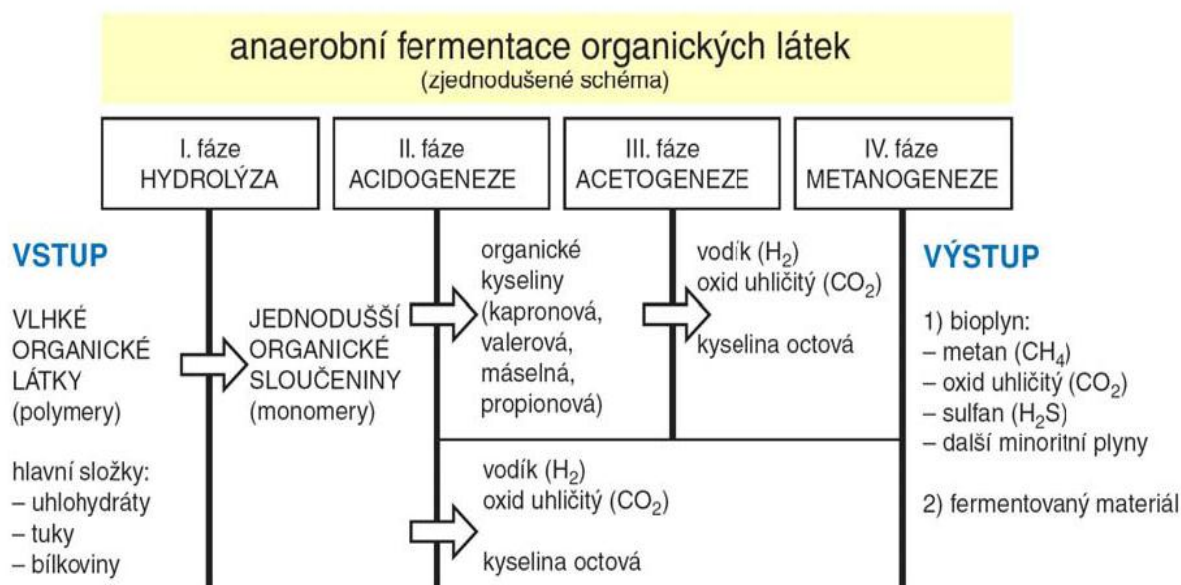 anaerobní fermentace organických látek
(zjednodušené schéma)
I. fáze
HYDROLÝZA
II. fáze
ACIDOGENEZE
III. fáze
ACETOGENEZE
IV. fáze
METANOGENEZE
VSTUP
VLHKÉ
ORGANICKÉ
LÁTKY
(polymery)
hlavní složky:
– uhlohydráty
– tuky
– bílkoviny
JEDNODUŠŠÍ
ORGANICKÉ
SLOUČENINY
(monomery)
organické
kyseliny
(kapronová,
valerová,
máselná,
propionová)
vodík (H₂)
oxid uhličitý (CO₂)
kyselina octová
vodík (H₂)
oxid uhličitý (CO₂)
kyselina octová
VÝSTUP
1) bioplyn:
– metan (CH₄)
– oxid uhličitý (CO₂)
– sulfan (H₂S)
– další minoritní plyny
2) fermentovaný materiál